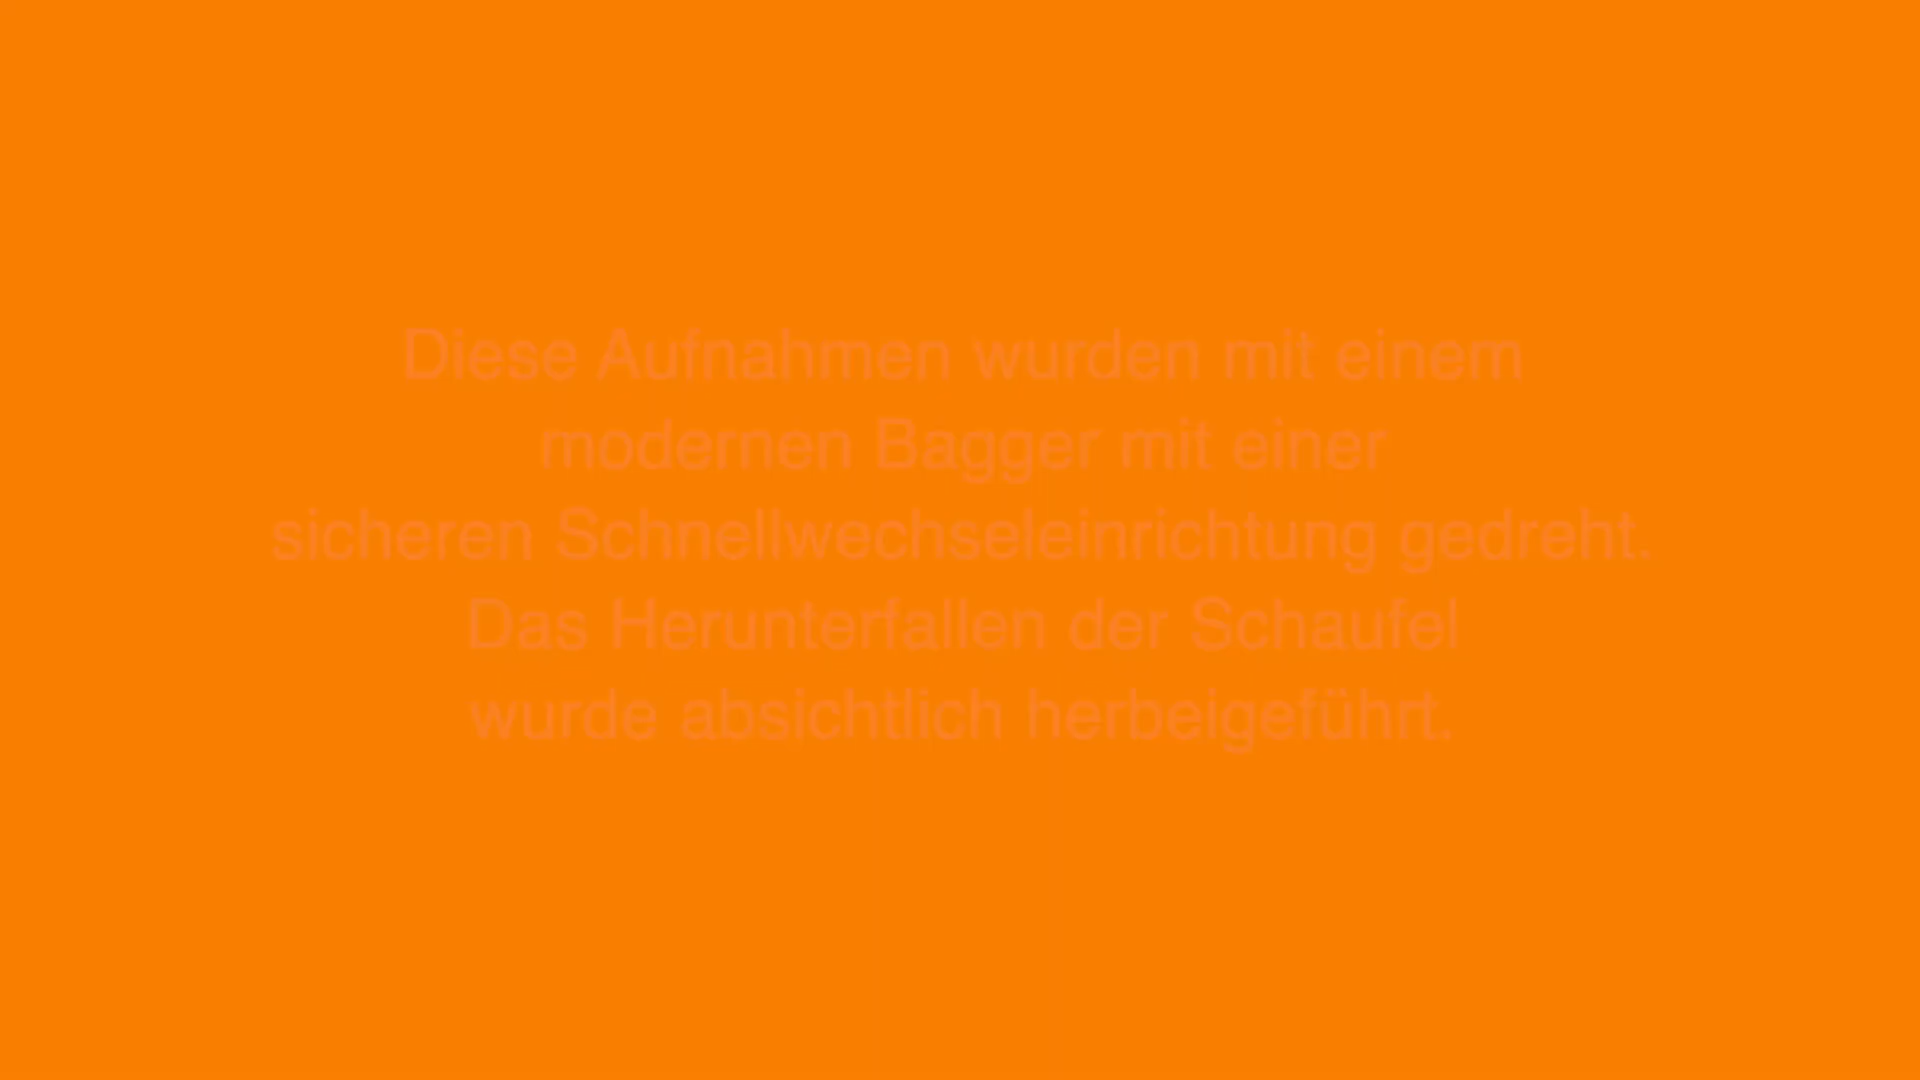 Diese Aufnahmen wurden mit einem
modernen Bagger mit einer
sicheren Schnellwechseleinrichtung gedreht.
Das Herunterfallen der Schaufel
wurde absichtlich herbeigeführt.